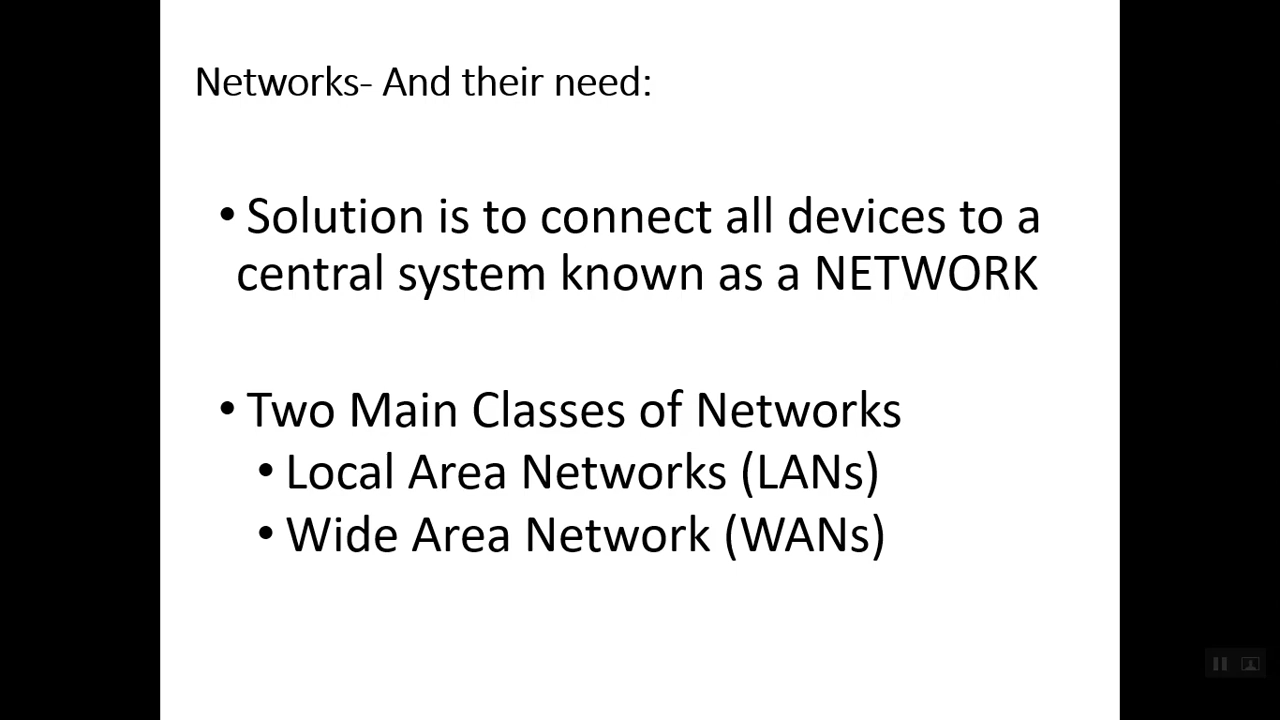 Networks- And their need:
• Solution is to connect all devices to a
central system known as a NETWORK
• Two Main Classes of Networks
• Local Area Networks (LANs)
• Wide Area Network (WANs)